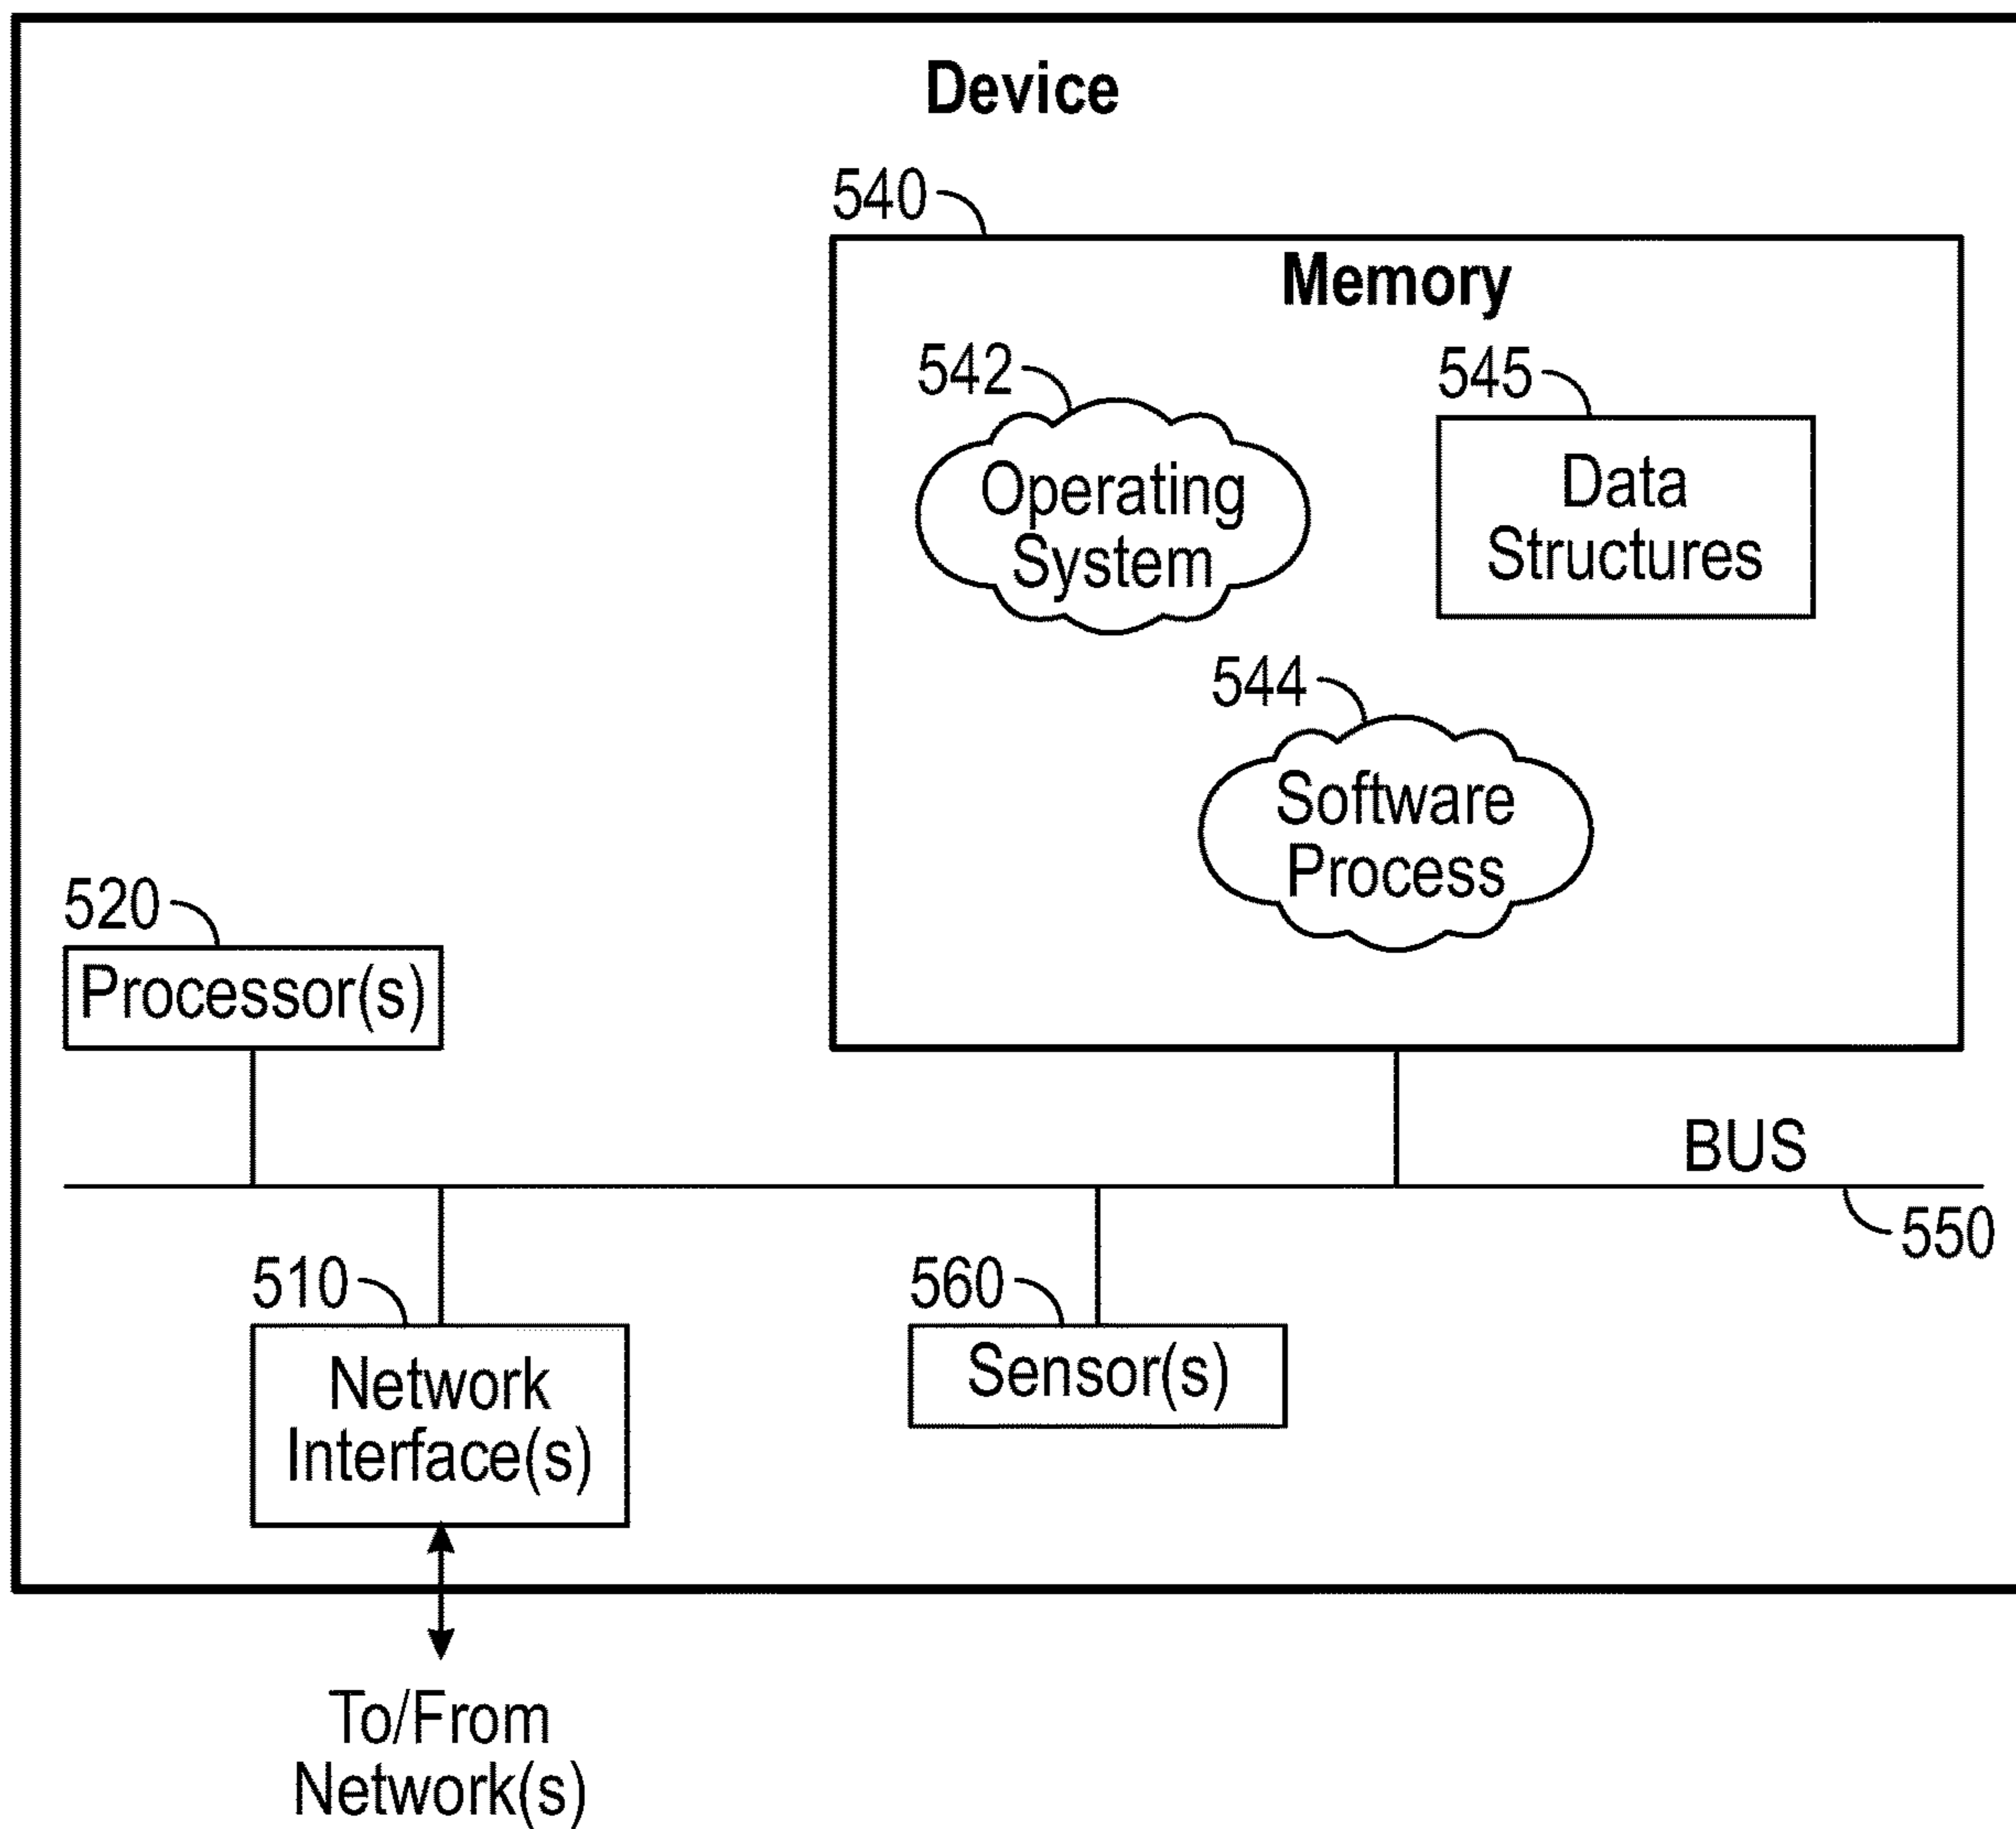 Device
540
Memory
542
545
Operating
System
Data
Structures
544
Software
Process
520
Processor(s)
BUS
550
510
560
Network
Interface(s)
Sensor(s)
To/From
Network(s)